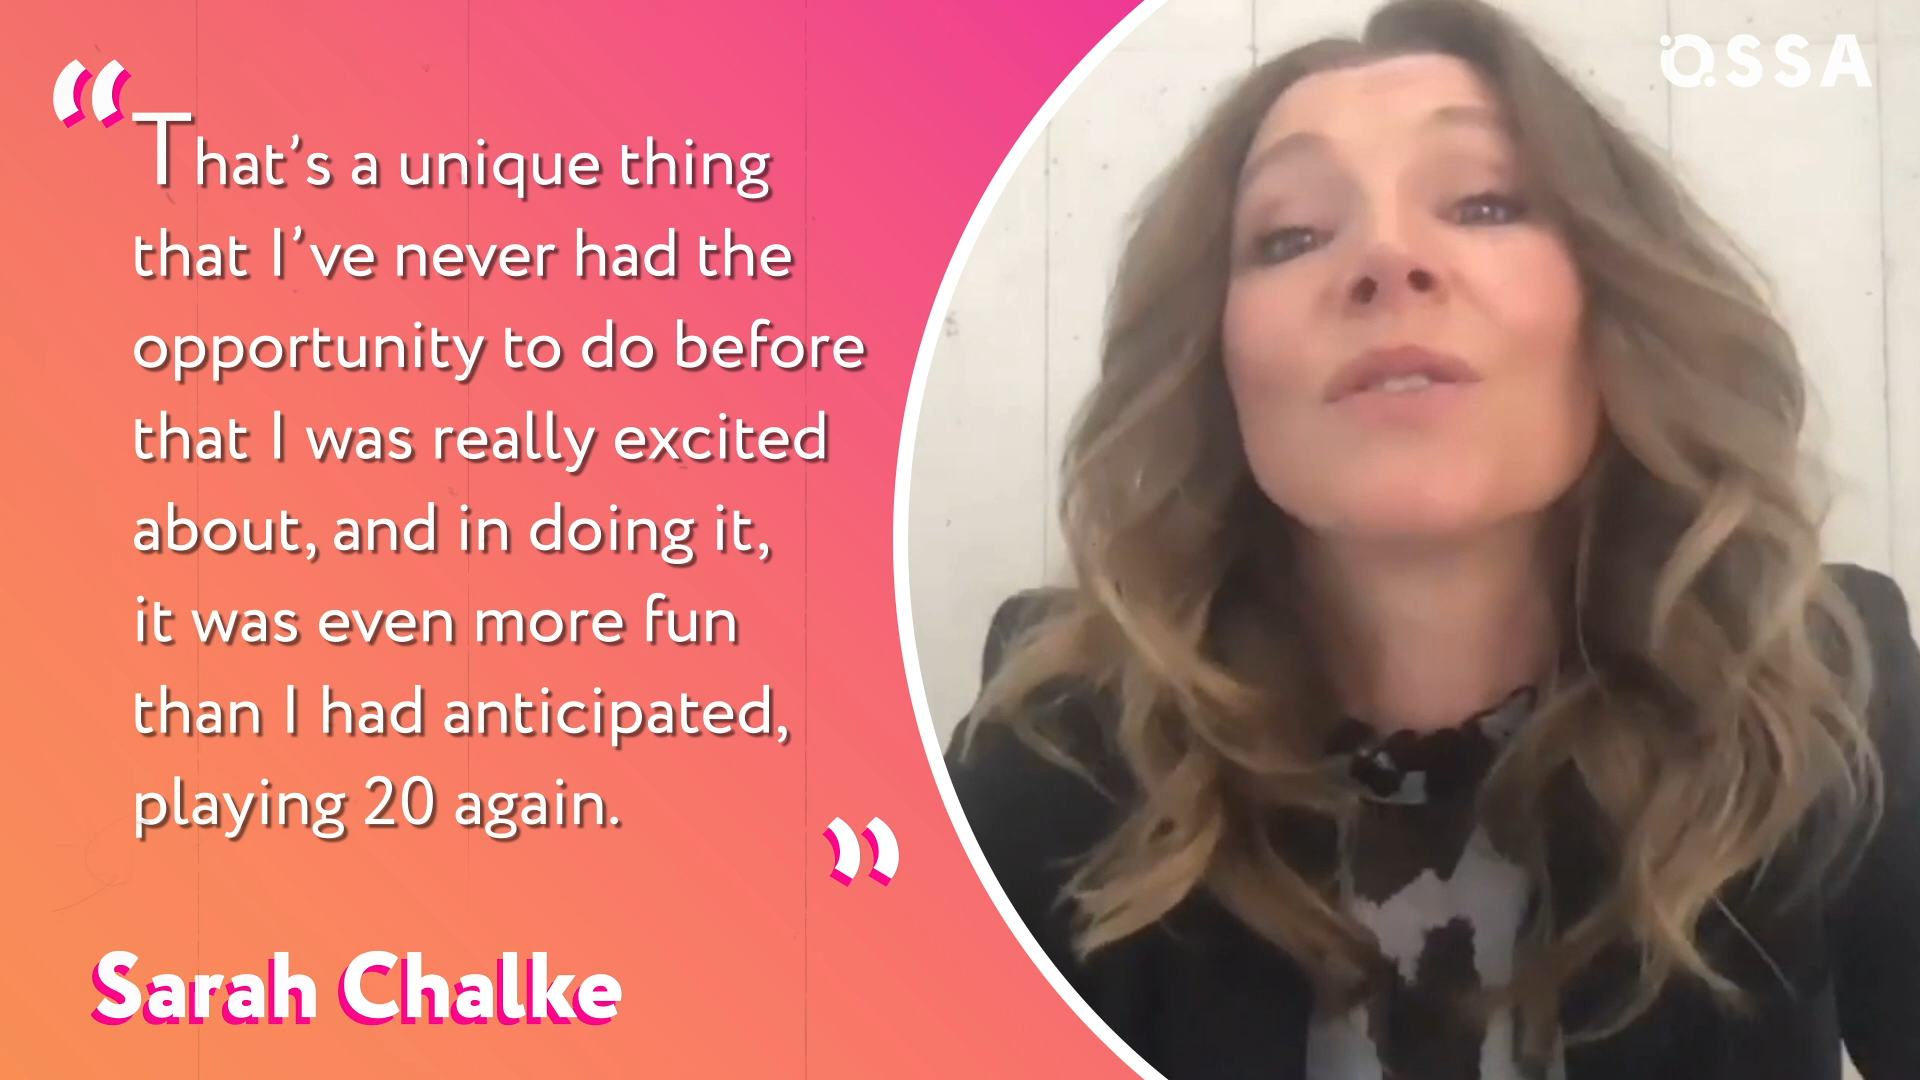 “That’s a unique thing
that I’ve never had the
opportunity to do before
that I was really excited
about, and in doing it,
it was even more fun
than I had anticipated,
playing 20 again.”
Sarah Chalke
OSSA